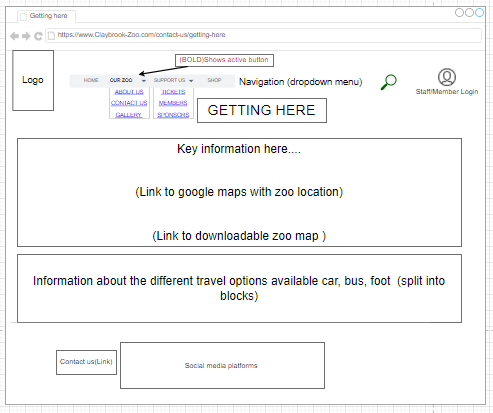 Getting here
https://www.Claybrook-Zoo.com/contact-us/getting-here
(BOLD)Shows active button
Logo
HOME OUR ZOO SUPPORT US SHOP
Navigation (dropdown menu)
Staff/Member Login
ABOUT US TICKETS
CONTACT US MEMBERS
GALLERY SPONSORS
GETTING HERE
Key information here....
(Link to google maps with zoo location)
(Link to downloadable zoo map )
Information about the different travel options available car, bus, foot (split into
blocks)
Contact us(Link)
Social media platforms